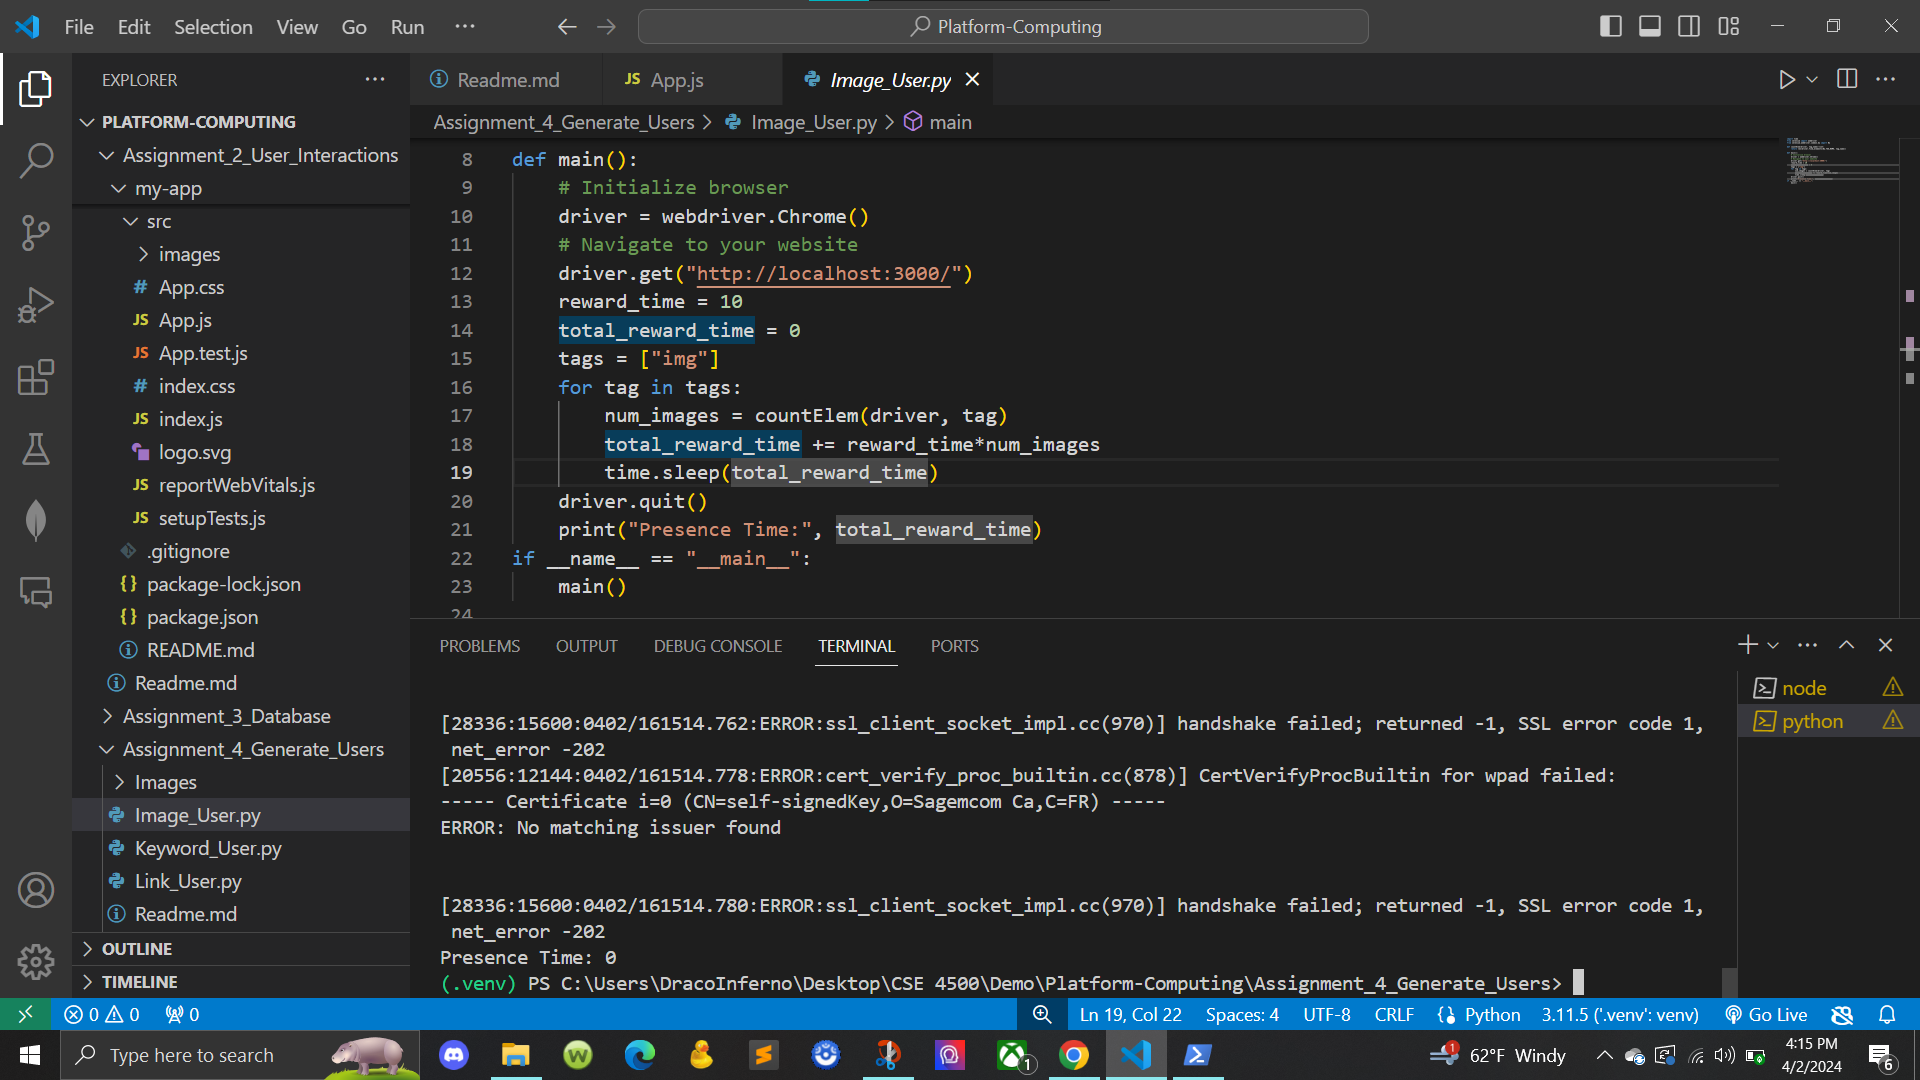 File Edit Selection View Go Run ···
Platform-Computing
EXPLORER
PLATFORM-COMPUTING
Assignment_2_User_Interactions
my-app
src
images
# App.css
JS App.js
JS App.test.js
# index.css
JS index.js
logo.svg
JS reportWebVitals.js
JS setupTests.js
.gitignore
{} package-lock.json
{} package.json
README.md
Readme.md
Assignment_3_Database
Assignment_4_Generate_Users
Images
Image_User.py
Keyword_User.py
Link_User.py
Readme.md
OUTLINE
TIMELINE
Readme.md
JS App.js
Image_User.py
Assignment_4_Generate_Users > Image_User.py > main
8 def main():
9 # Initialize browser
10 driver = webdriver.Chrome()
11 # Navigate to your website
12 driver.get("http://localhost:3000/")
13 reward_time = 10
14 total_reward_time = 0
15 tags = ["img"]
16 for tag in tags:
17 num_images = countElem(driver, tag)
18 total_reward_time += reward_time*num_images
19 time.sleep(total_reward_time)
20 driver.quit()
21 print("Presence Time:", total_reward_time)
22 if __name__ == "__main__":
23 main()
24
PROBLEMS OUTPUT DEBUG CONSOLE TERMINAL PORTS
node
python
[28336:15600:0402/161514.762:ERROR:ssl_client_socket_impl.cc(970)] handshake failed; returned -1, SSL error code 1,
net_error -202
[20556:12144:0402/161514.778:ERROR:cert_verify_proc_builtin.cc(878)] CertVerifyProcBuiltin for wpad failed:
----- Certificate i=0 (CN=self-signedKey,O=Sagemcom Ca,C=FR) -----
ERROR: No matching issuer found
[28336:15600:0402/161514.780:ERROR:ssl_client_socket_impl.cc(970)] handshake failed; returned -1, SSL error code 1,
net_error -202
Presence Time: 0
(.venv) PS C:\Users\DracoInferno\Desktop\CSE 4500\Demo\Platform-Computing\Assignment_4_Generate_Users>
0 0 0 Ln 19, Col 22 Spaces: 4 UTF-8 CRLF {} Python 3.11.5 ('.venv': venv) Go Live
Type here to search
1
1
62°F Windy
4:15 PM
4/2/2024
6